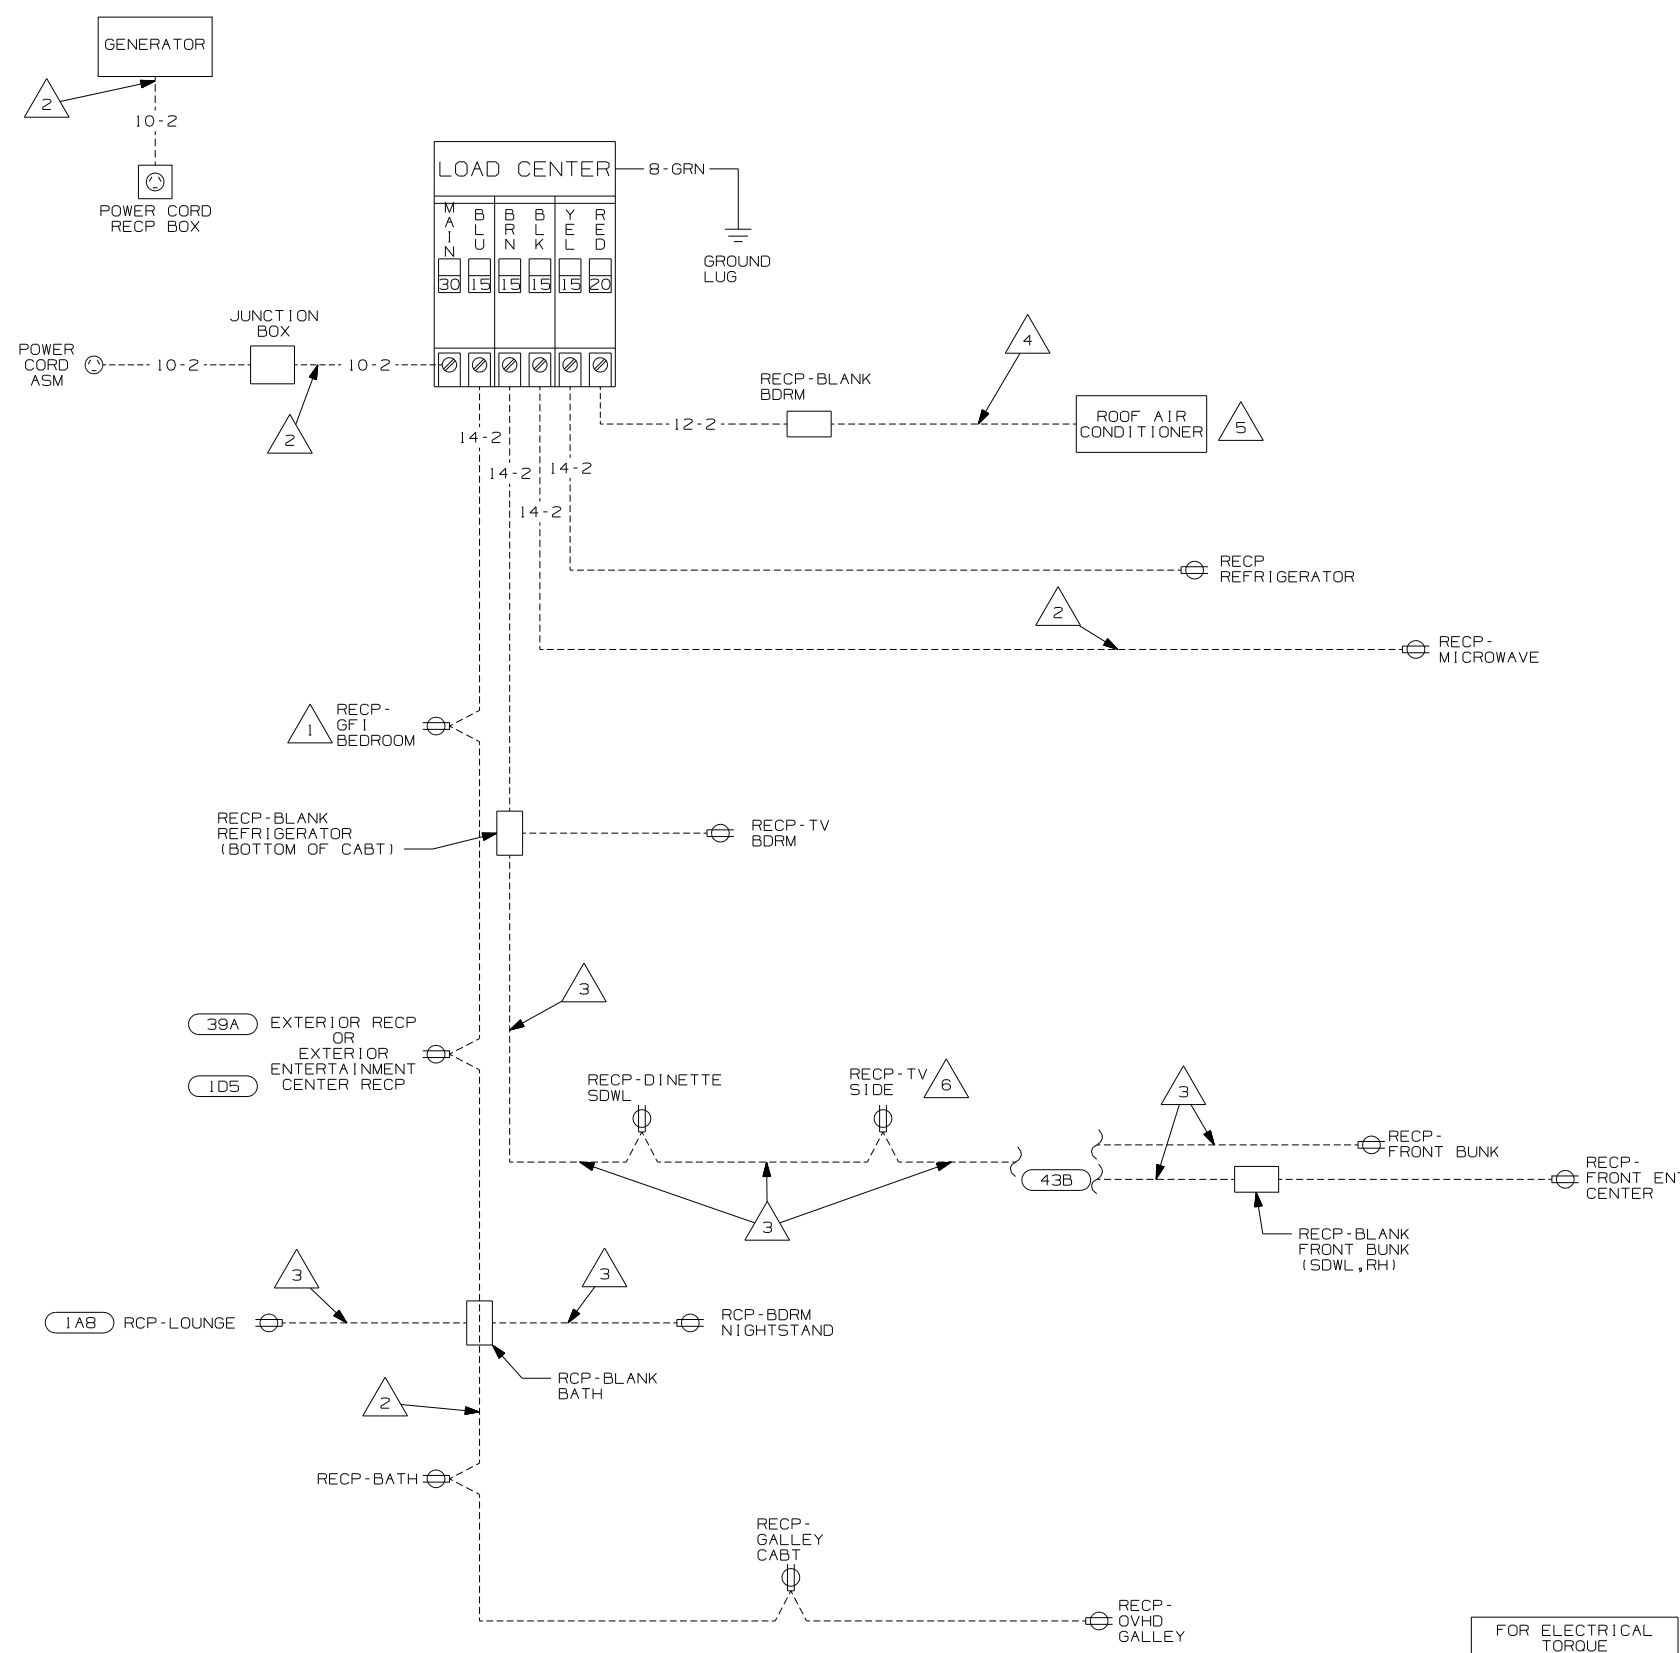 GENERATOR
2
10-2
POWER CORD
RECP BOX
LOAD CENTER
8-GRN
GROUND
LUG
MAIN
BLU
BRN
BLK
YEL
RED
30
15
15
15
15
20
JUNCTION
BOX
POWER
CORD
ASM
10-2
10-2
2
4
RECP-BLANK
BDRM
12-2
ROOF AIR
CONDITIONER
5
14-2
14-2
14-2
14-2
RECP
REFRIGERATOR
2
RECP-
MICROWAVE
1
RECP-
GFI
BEDROOM
RECP-BLANK
REFRIGERATOR
(BOTTOM OF CABT)
RECP-TV
BDRM
3
39A
EXTERIOR RECP
OR
EXTERIOR
ENTERTAINMENT
CENTER RECP
1D5
RECP-DINETTE
SDWL
RECP-TV
SIDE
6
3
RECP-
FRONT BUNK
43B
RECP-
FRONT ENT
CENTER
3
RECP-BLANK
FRONT BUNK
(SDWL,RH)
3
3
1A8
RCP-LOUNGE
RCP-BDRM
NIGHTSTAND
RCP-BLANK
BATH
2
RECP-BATH
RECP-
GALLEY
CABT
RECP-
OVHD
GALLEY
FOR ELECTRICAL
TORQUE